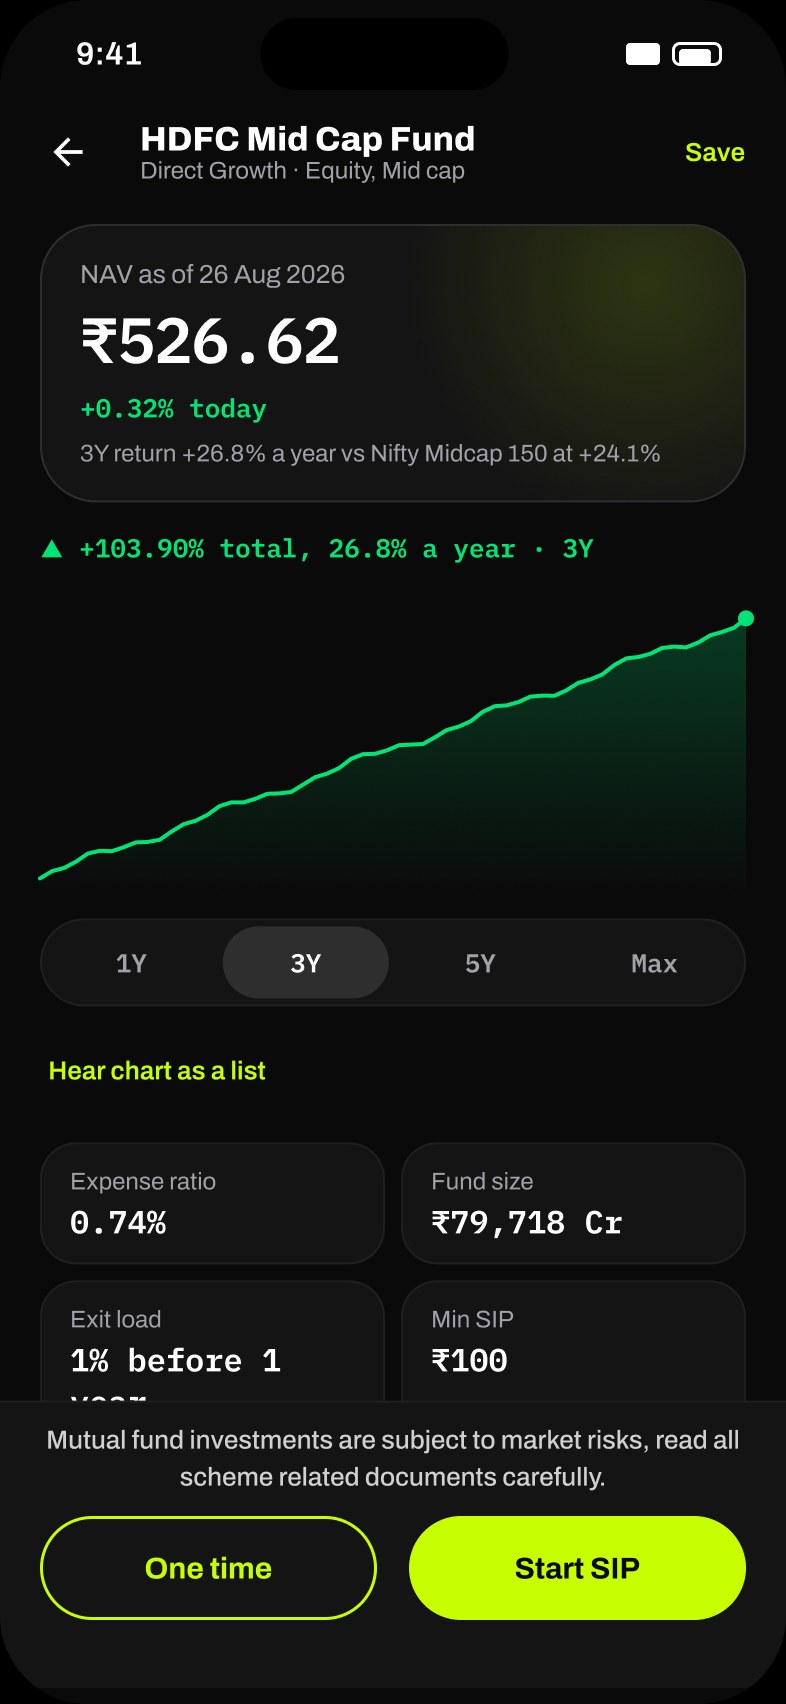 9:41
HDFC Mid Cap Fund
Direct Growth · Equity, Mid cap
Save
NAV as of 26 Aug 2026
₹526.62
+0.32% today
3Y return +26.8% a year vs Nifty Midcap 150 at +24.1%
▲ +103.90% total, 26.8% a year · 3Y
1Y 3Y 5Y Max
Hear chart as a list
Expense ratio
0.74%
Fund size
₹79,718 Cr
Exit load
1% before 1
year
Min SIP
₹100
Mutual fund investments are subject to market risks, read all
scheme related documents carefully.
One time
Start SIP